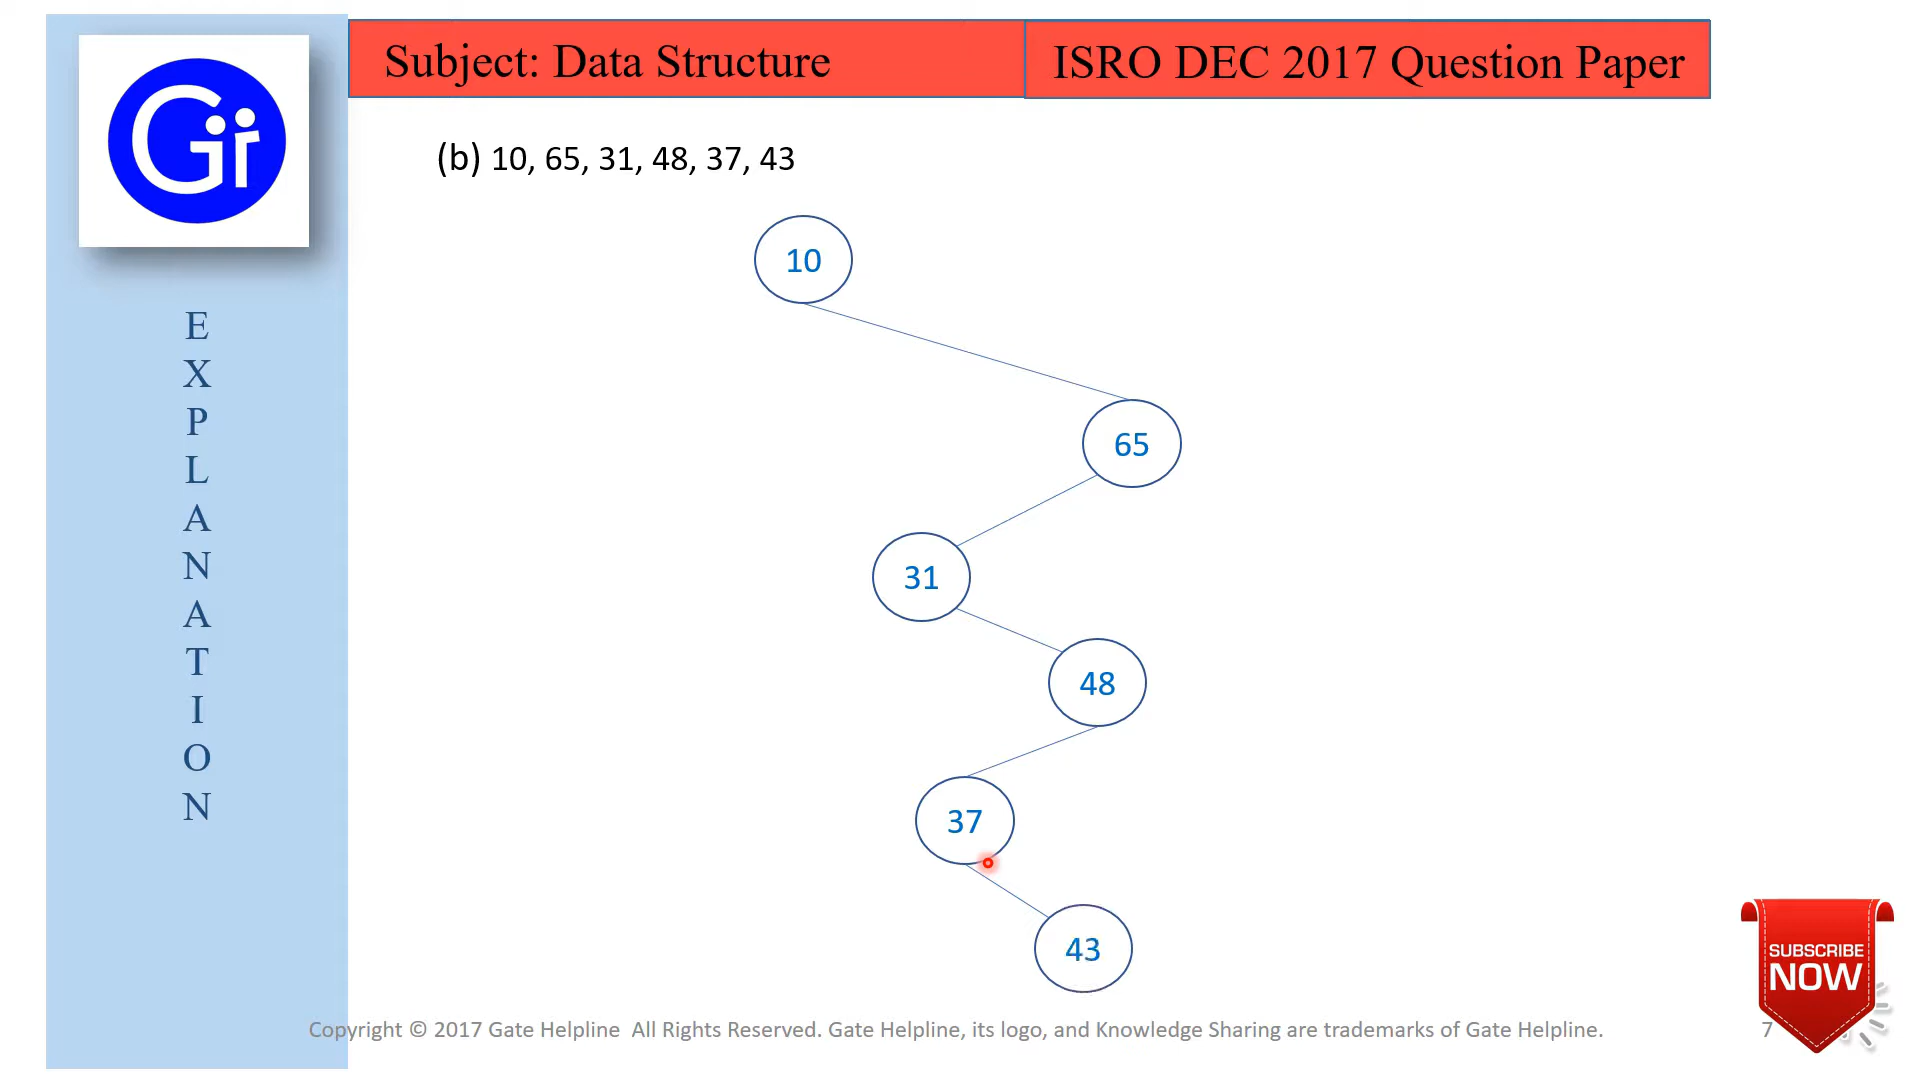 Subject: Data Structure
ISRO DEC 2017 Question Paper
Gi
(b) 10, 65, 31, 48, 37, 43
E
X
P
L
A
N
A
T
I
O
N
10
65
31
48
37
43
SUBSCRIBE
NOW
Copyright © 2017 Gate Helpline All Rights Reserved. Gate Helpline, its logo, and Knowledge Sharing are trademarks of Gate Helpline.
7